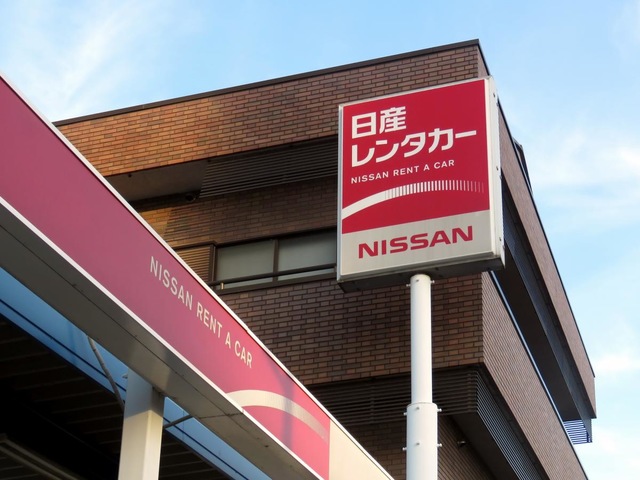 日産
レンタカー
NISSAN RENT A CAR
NISSAN
NISSAN RENT A CAR